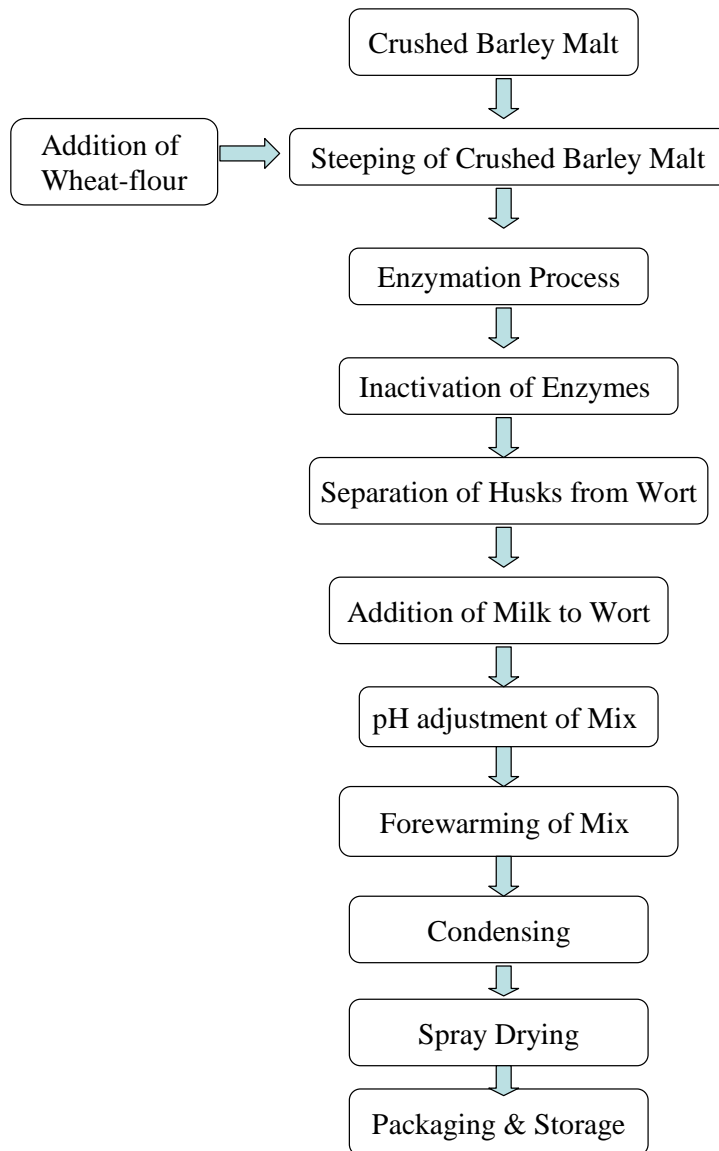 Crushed Barley Malt
Addition of
Wheat-flour
Steeping of Crushed Barley Malt
Enzymation Process
Inactivation of Enzymes
Separation of Husks from Wort
Addition of Milk to Wort
pH adjustment of Mix
Forewarming of Mix
Condensing
Spray Drying
Packaging & Storage